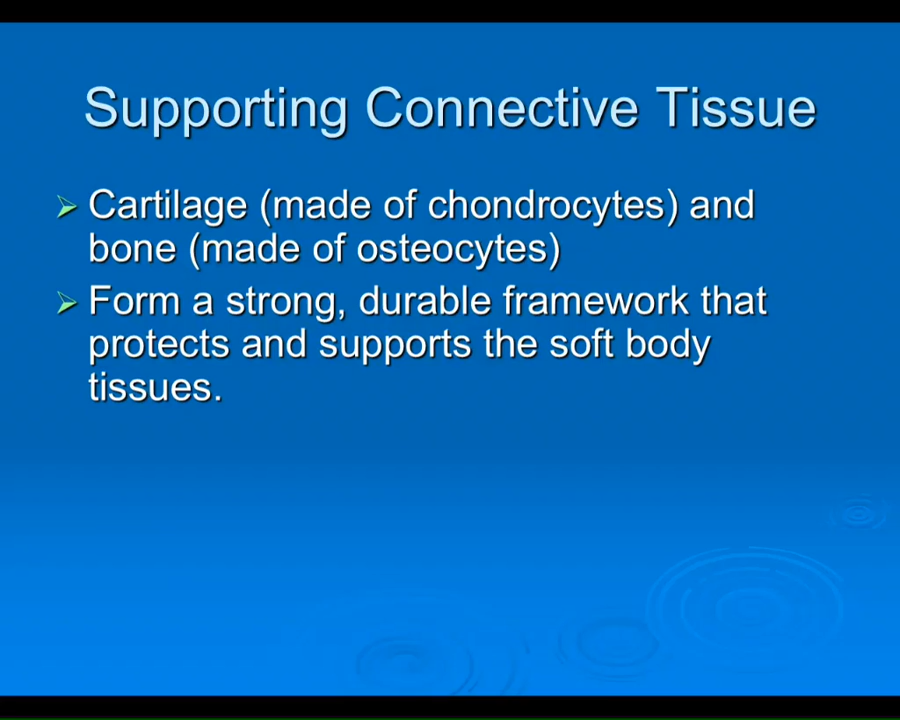 Supporting Connective Tissue
Cartilage (made of chondrocytes) and
bone (made of osteocytes)
Form a strong, durable framework that
protects and supports the soft body
tissues.